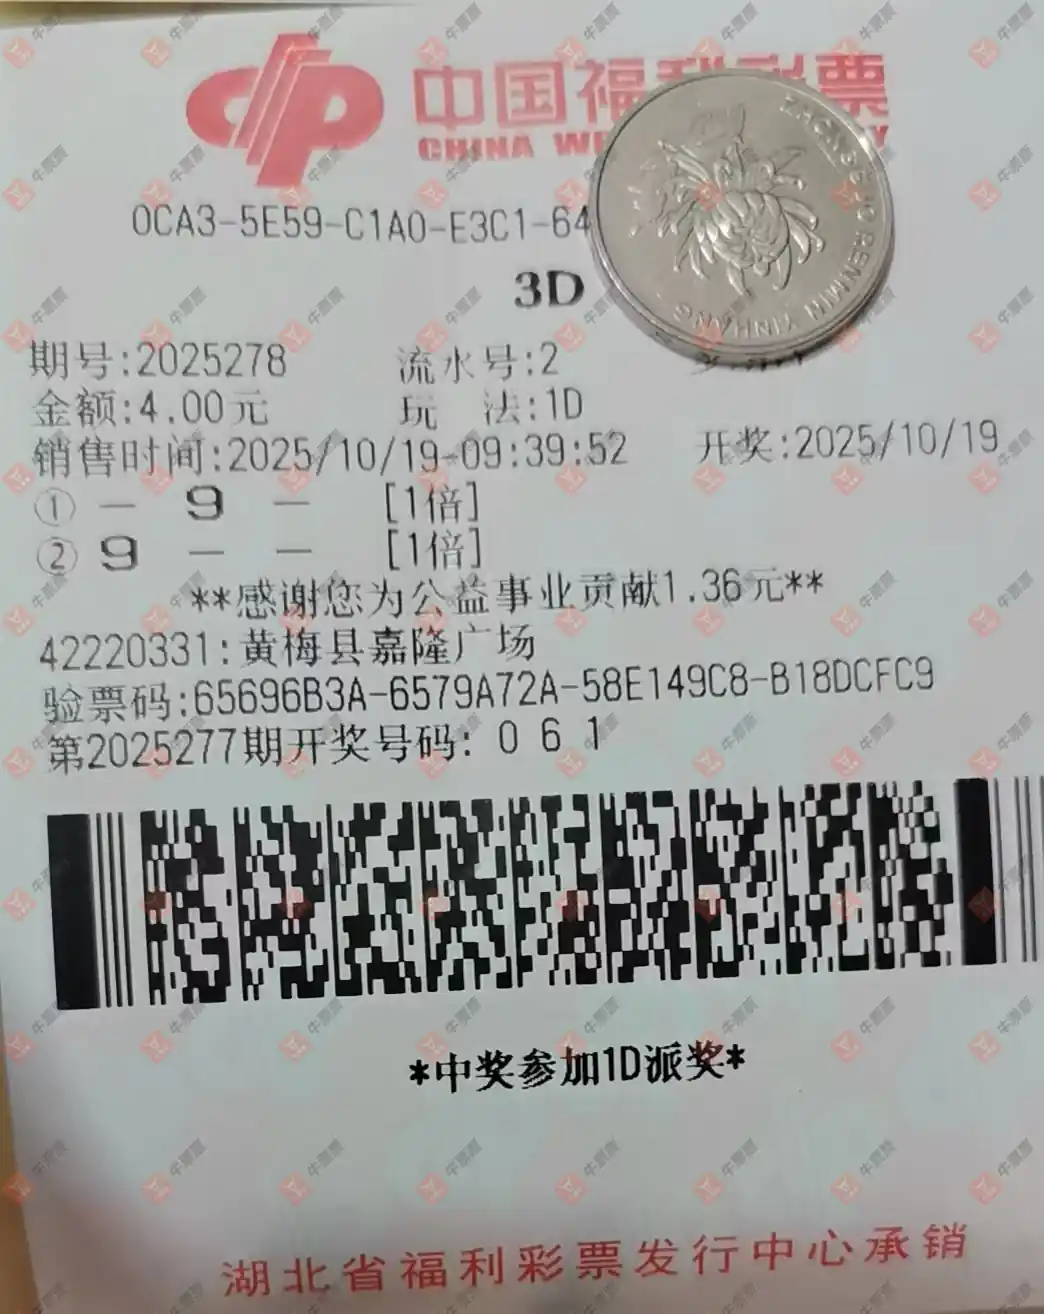 中国福利彩票
CHINA W
0CA3-5E59-C1A0-E3C1-64
ZHONGGUO RENMIN YINHANG
3D
期号:2025278 流水号:2
金额:4.00元 玩 法:1D
销售时间:2025/10/19-09:39:52 开奖:2025/10/19
① — 9 — [1倍]
② 9 — — [1倍]
**感谢您为公益事业贡献1.36元**
42220331:黄梅县嘉隆广场
验票码:65696B3A-6579A72A-58E149C8-B18DCFC9
第2025277期开奖号码: 0 6 1
*中奖参加1D派奖*
湖北省福利彩票发行中心承销